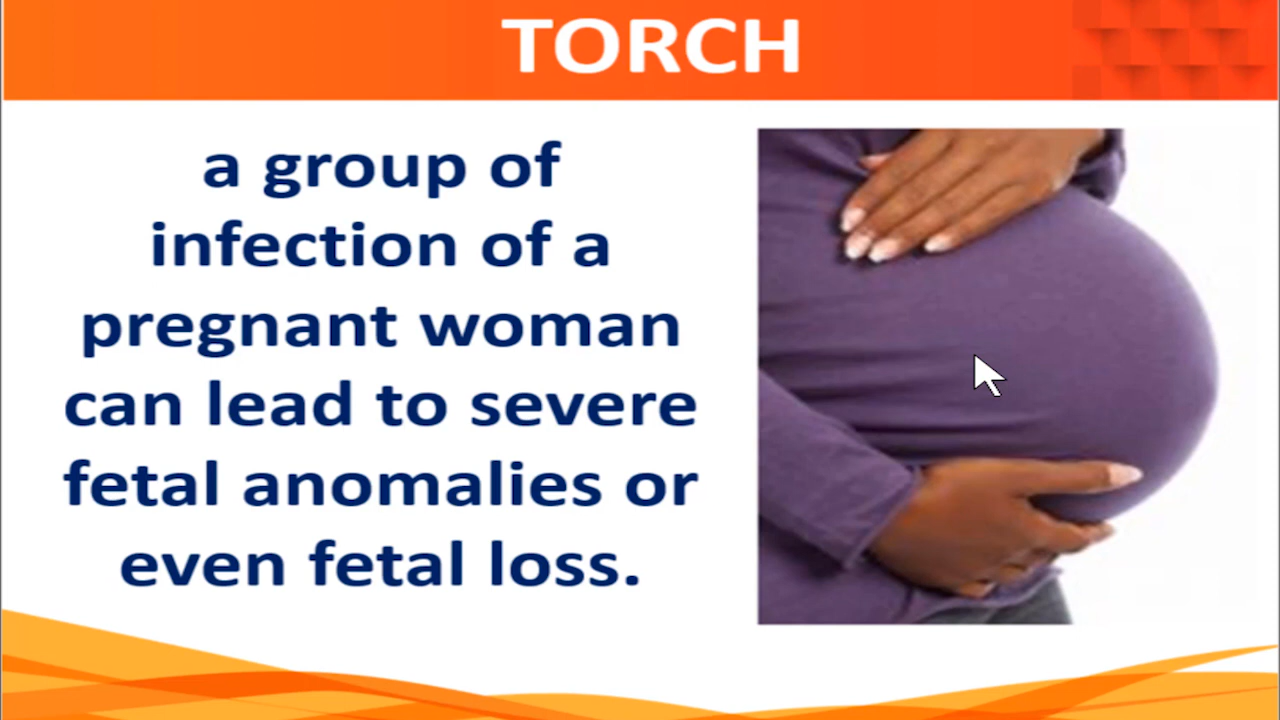 TORCH
a group of
infection of a
pregnant woman
can lead to severe
fetal anomalies or
even fetal loss.